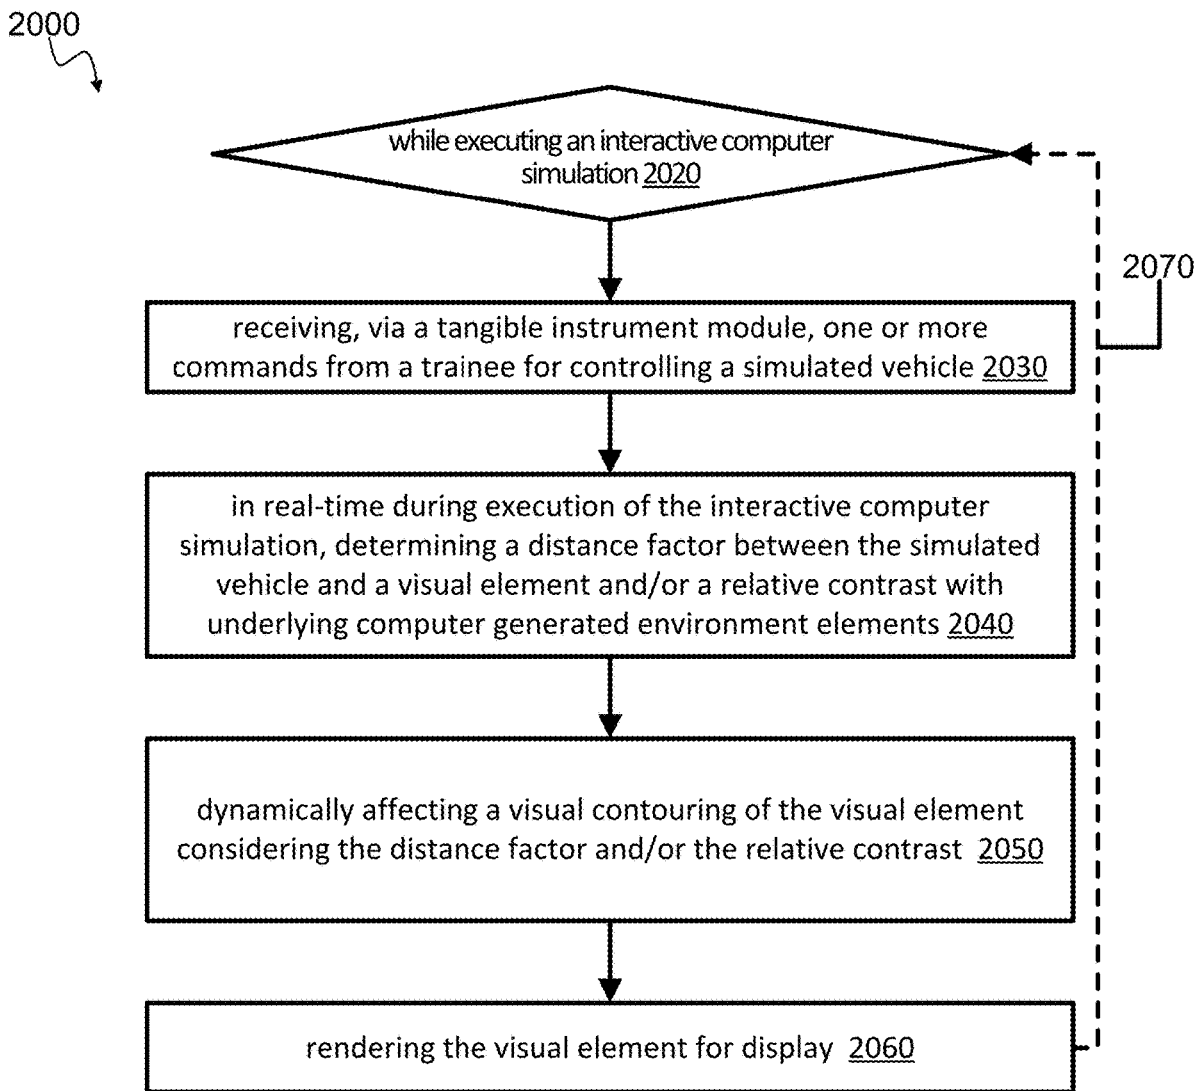 2000
while executing an interactive computer
simulation 2020
2070
receiving, via a tangible instrument module, one or more
commands from a trainee for controlling a simulated vehicle 2030
in real-time during execution of the interactive computer
simulation, determining a distance factor between the simulated
vehicle and a visual element and/or a relative contrast with
underlying computer generated environment elements 2040
dynamically affecting a visual contouring of the visual element
considering the distance factor and/or the relative contrast 2050
rendering the visual element for display 2060